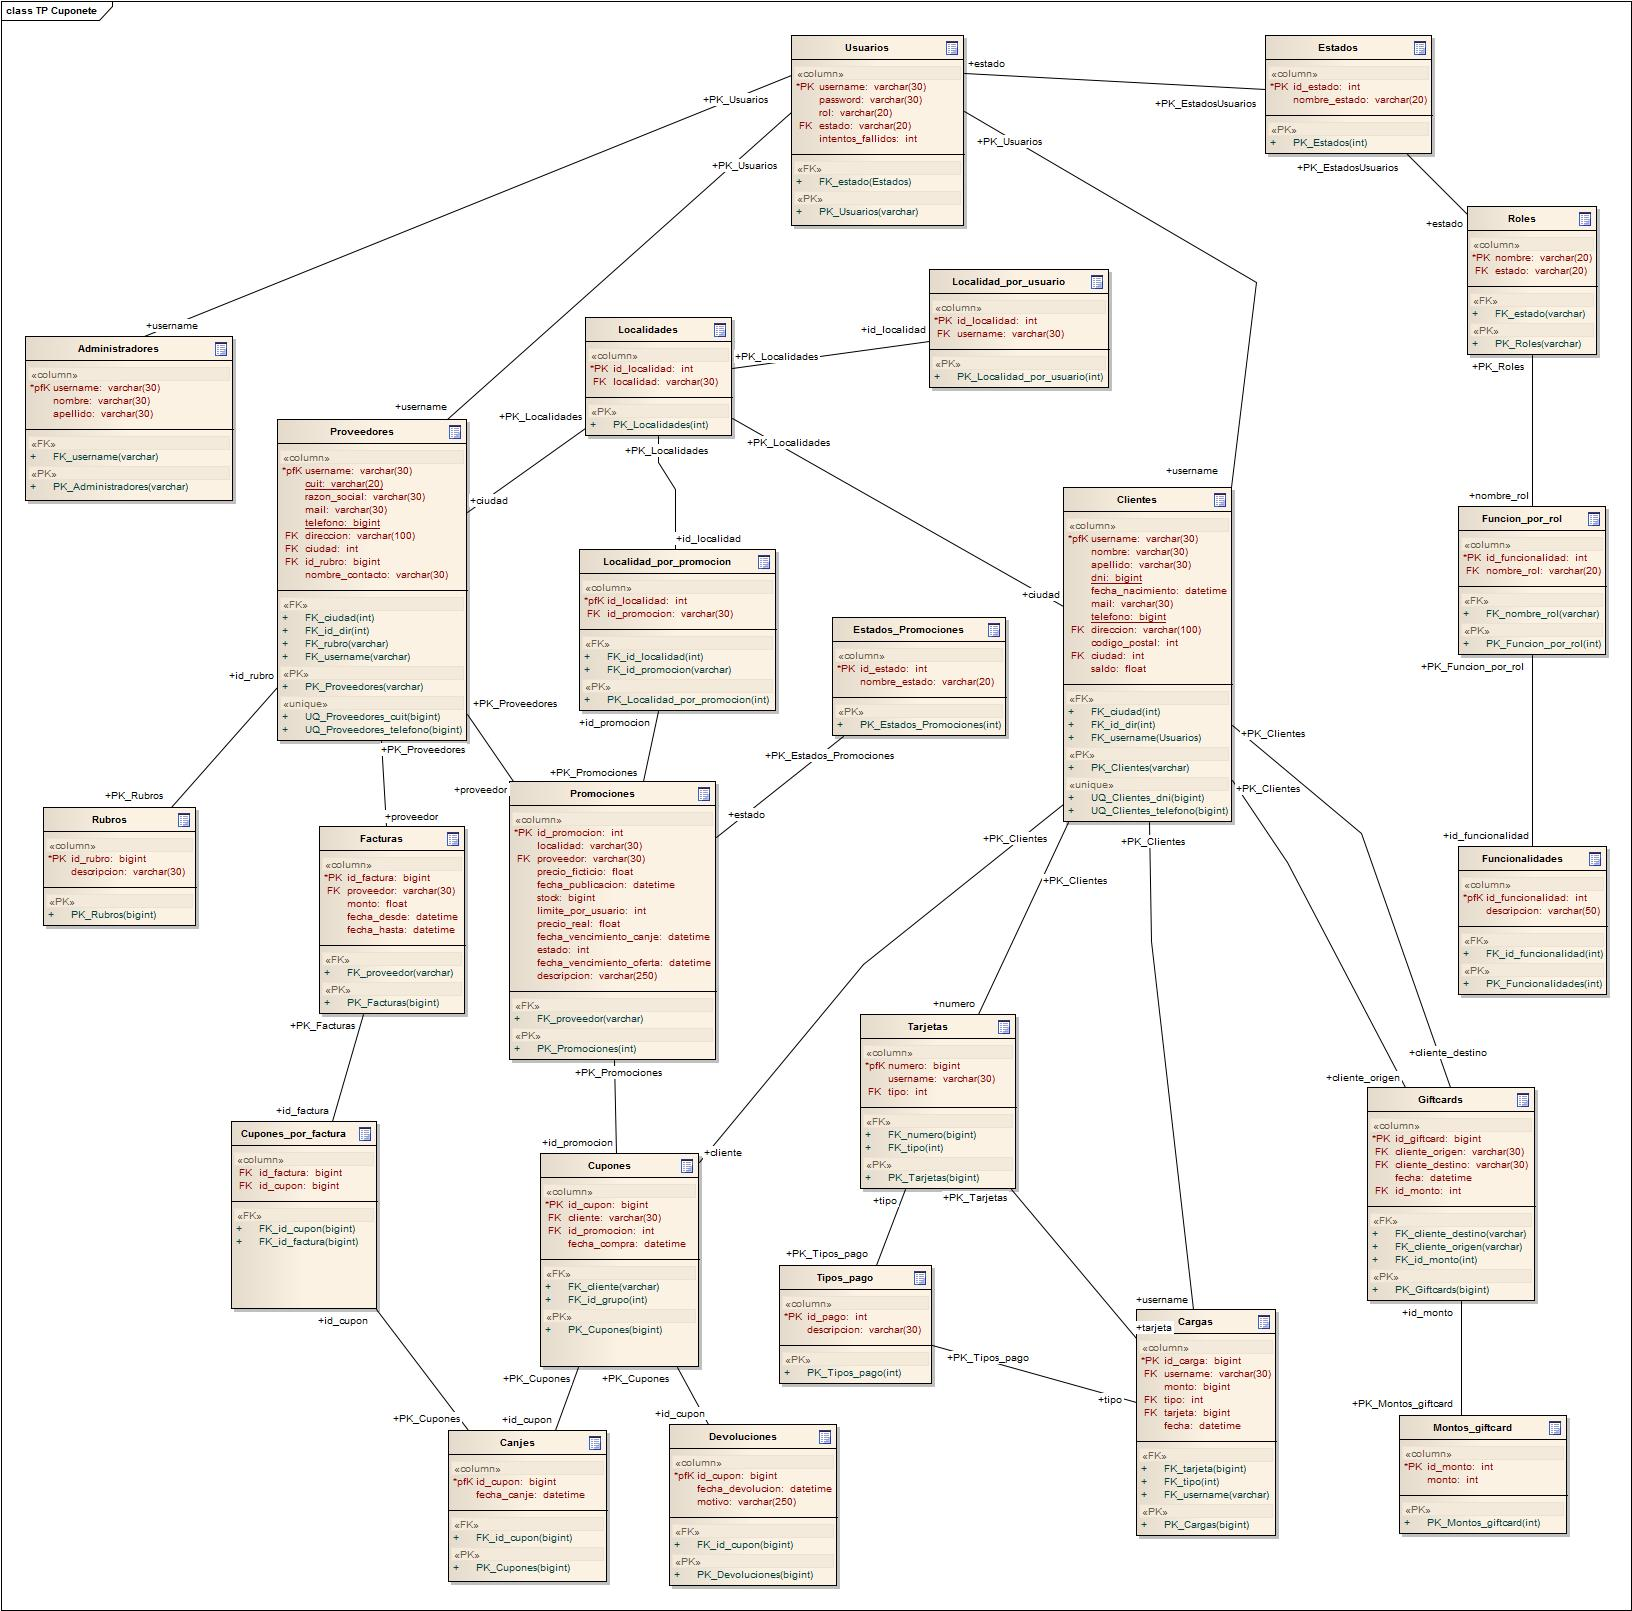 class TP Cuponete
Usuarios
«column»
*PK username: varchar(30)
password: varchar(30)
rol: varchar(20)
FK estado: varchar(20)
intentos_fallidos: int
«FK»
+ FK_estado(Estados)
«PK»
+ PK_Usuarios(varchar)
+estado
+PK_EstadosUsuarios
+PK_Usuarios
+PK_Usuarios
+PK_Usuarios
Estados
«column»
*PK id_estado: int
nombre_estado: varchar(20)
«PK»
+ PK_Estados(int)
+PK_EstadosUsuarios
+estado
Roles
«column»
*PK nombre: varchar(20)
FK estado: varchar(20)
«FK»
+ FK_estado(varchar)
«PK»
+ PK_Roles(varchar)
+PK_Roles
Localidad_por_usuario
«column»
*PK id_localidad: int
FK username: varchar(30)
«PK»
+ PK_Localidad_por_usuario(int)
+id_localidad
+PK_Localidades
Localidades
«column»
*PK id_localidad: int
FK localidad: varchar(30)
«PK»
+ PK_Localidades(int)
+PK_Localidades
+PK_Localidades
+PK_Localidades
+username
Administradores
«column»
*pfK username: varchar(30)
nombre: varchar(30)
apellido: varchar(30)
«FK»
+ FK_username(varchar)
«PK»
+ PK_Administradores(varchar)
+username
Proveedores
«column»
*pfK username: varchar(30)
cuit: varchar(20)
razon_social: varchar(30)
mail: varchar(30)
telefono: bigint
FK direccion: varchar(100)
FK ciudad: int
FK id_rubro: bigint
nombre_contacto: varchar(30)
«FK»
+ FK_ciudad(int)
+ FK_id_dir(int)
+ FK_rubro(varchar)
+ FK_username(varchar)
«PK»
+ PK_Proveedores(varchar)
«unique»
+ UQ_Proveedores_cuit(bigint)
+ UQ_Proveedores_telefono(bigint)
+ciudad
+id_rubro
+PK_Proveedores
+PK_Proveedores
+id_localidad
Localidad_por_promocion
«column»
*pfK id_localidad: int
FK id_promocion: varchar(30)
«FK»
+ FK_id_localidad(int)
+ FK_id_promocion(varchar)
«PK»
+ PK_Localidad_por_promocion(int)
+id_promocion
+PK_Promociones
Estados_Promociones
«column»
*PK id_estado: int
nombre_estado: varchar(20)
«PK»
+ PK_Estados_Promociones(int)
+PK_Estados_Promociones
+estado
+username
Clientes
«column»
*pfK username: varchar(30)
nombre: varchar(30)
apellido: varchar(30)
dni: bigint
fecha_nacimiento: datetime
mail: varchar(30)
telefono: bigint
FK direccion: varchar(100)
codigo_postal: int
FK ciudad: int
saldo: float
«FK»
+ FK_ciudad(int)
+ FK_id_dir(int)
+ FK_username(Usuarios)
«PK»
+ PK_Clientes(varchar)
«unique»
+ UQ_Clientes_dni(bigint)
+ UQ_Clientes_telefono(bigint)
+ciudad
+PK_Clientes
+PK_Clientes
+PK_Clientes
+PK_Clientes
+PK_Clientes
+nombre_rol
Funcion_por_rol
«column»
*PK id_funcionalidad: int
FK nombre_rol: varchar(20)
«FK»
+ FK_nombre_rol(varchar)
«PK»
+ PK_Funcion_por_rol(int)
+PK_Funcion_por_rol
+id_funcionalidad
Funcionalidades
«column»
*pfK id_funcionalidad: int
descripcion: varchar(50)
«FK»
+ FK_id_funcionalidad(int)
«PK»
+ PK_Funcionalidades(int)
+PK_Rubros
Rubros
«column»
*PK id_rubro: bigint
descripcion: varchar(30)
«PK»
+ PK_Rubros(bigint)
+proveedor
Facturas
«column»
*PK id_factura: bigint
FK proveedor: varchar(30)
monto: float
fecha_desde: datetime
fecha_hasta: datetime
«FK»
+ FK_proveedor(varchar)
«PK»
+ PK_Facturas(bigint)
+PK_Facturas
+proveedor
Promociones
«column»
*PK id_promocion: int
localidad: varchar(30)
FK proveedor: varchar(30)
precio_ficticio: float
fecha_publicacion: datetime
stock: bigint
limite_por_usuario: int
precio_real: float
fecha_vencimiento_canje: datetime
estado: int
fecha_vencimiento_oferta: datetime
descripcion: varchar(250)
«FK»
+ FK_proveedor(varchar)
«PK»
+ PK_Promociones(int)
+PK_Promociones
+numero
Tarjetas
«column»
*pfK numero: bigint
username: varchar(30)
FK tipo: int
«FK»
+ FK_numero(bigint)
+ FK_tipo(int)
«PK»
+ PK_Tarjetas(bigint)
+tipo
+PK_Tarjetas
+cliente_destino
+cliente_origen
Giftcards
«column»
*PK id_giftcard: bigint
FK cliente_origen: varchar(30)
FK cliente_destino: varchar(30)
fecha: datetime
FK id_monto: int
«FK»
+ FK_cliente_destino(varchar)
+ FK_cliente_origen(varchar)
+ FK_id_monto(int)
«PK»
+ PK_Giftcards(bigint)
+id_monto
+id_factura
Cupones_por_factura
«column»
FK id_factura: bigint
FK id_cupon: bigint
«FK»
+ FK_id_cupon(bigint)
+ FK_id_factura(bigint)
+id_cupon
+id_promocion
+cliente
Cupones
«column»
*PK id_cupon: bigint
FK cliente: varchar(30)
FK id_promocion: int
fecha_compra: datetime
«FK»
+ FK_cliente(varchar)
+ FK_id_grupo(int)
«PK»
+ PK_Cupones(bigint)
+PK_Cupones
+PK_Cupones
+PK_Tipos_pago
Tipos_pago
«column»
*PK id_pago: int
descripcion: varchar(30)
«PK»
+ PK_Tipos_pago(int)
+PK_Tipos_pago
+tipo
+username
+tarjeta
Cargas
«column»
*PK id_carga: bigint
FK username: varchar(30)
monto: bigint
FK tipo: int
FK tarjeta: bigint
fecha: datetime
«FK»
+ FK_tarjeta(bigint)
+ FK_tipo(int)
+ FK_username(varchar)
«PK»
+ PK_Cargas(bigint)
+PK_Montos_giftcard
Montos_giftcard
«column»
*PK id_monto: int
monto: int
«PK»
+ PK_Montos_giftcard(int)
+PK_Cupones
+id_cupon
Canjes
«column»
*pfK id_cupon: bigint
fecha_canje: datetime
«FK»
+ FK_id_cupon(bigint)
«PK»
+ PK_Cupones(bigint)
+id_cupon
Devoluciones
«column»
*pfK id_cupon: bigint
fecha_devolucion: datetime
motivo: varchar(250)
«FK»
+ FK_id_cupon(bigint)
«PK»
+ PK_Devoluciones(bigint)